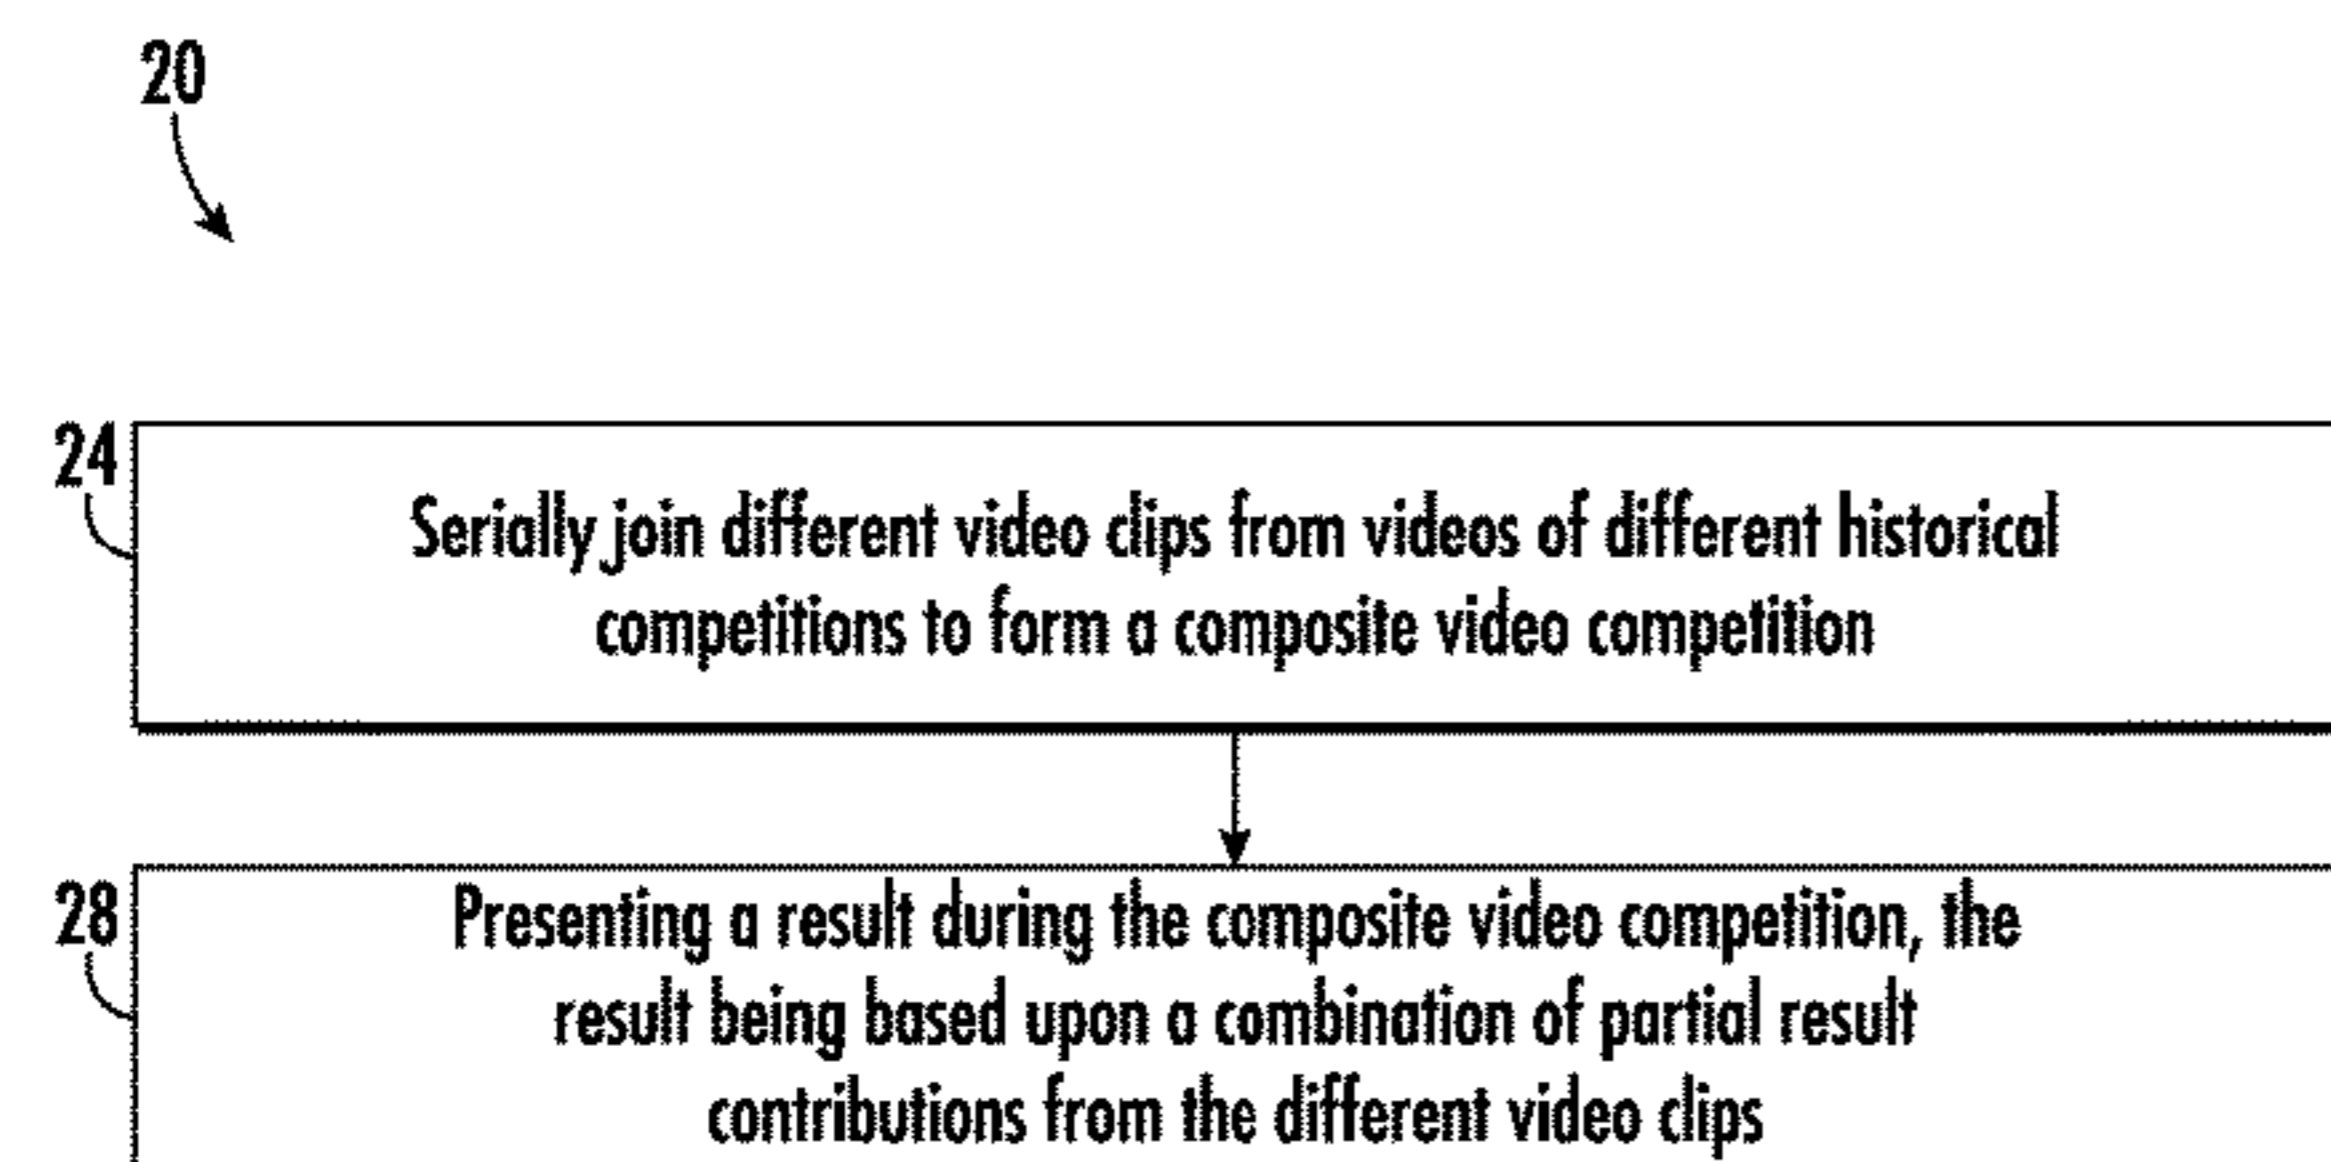 20
24
Serially join different video clips from videos of different historical
competitions to form a composite video competition
28
Presenting a result during the composite video competition, the
result being based upon a combination of partial result
contributions from the different video clips